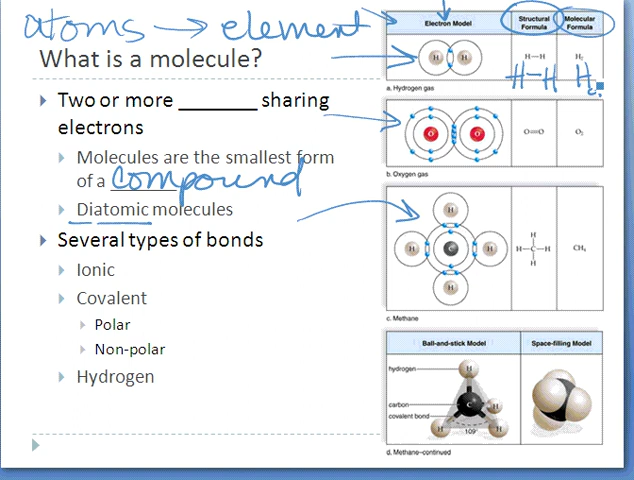 atoms → element
What is a molecule?
Two or more ________ sharing
electrons
Molecules are the smallest form
of a compound
Diatomic molecules
Several types of bonds
Ionic
Covalent
Polar
Non-polar
Hydrogen
Electron Model
Structural
Formula
Molecular
Formula
H H
H—H
H₂
H-H
H₂
a. Hydrogen gas
O O
O=O
O₂
b. Oxygen gas
H
H C H
H
H
H—C—H
H
CH₄
c. Methane
Ball-and-stick Model
Space-filling Model
hydrogen
H
carbon
C
H
covalent bond
H
109°
H
d. Methane–continued